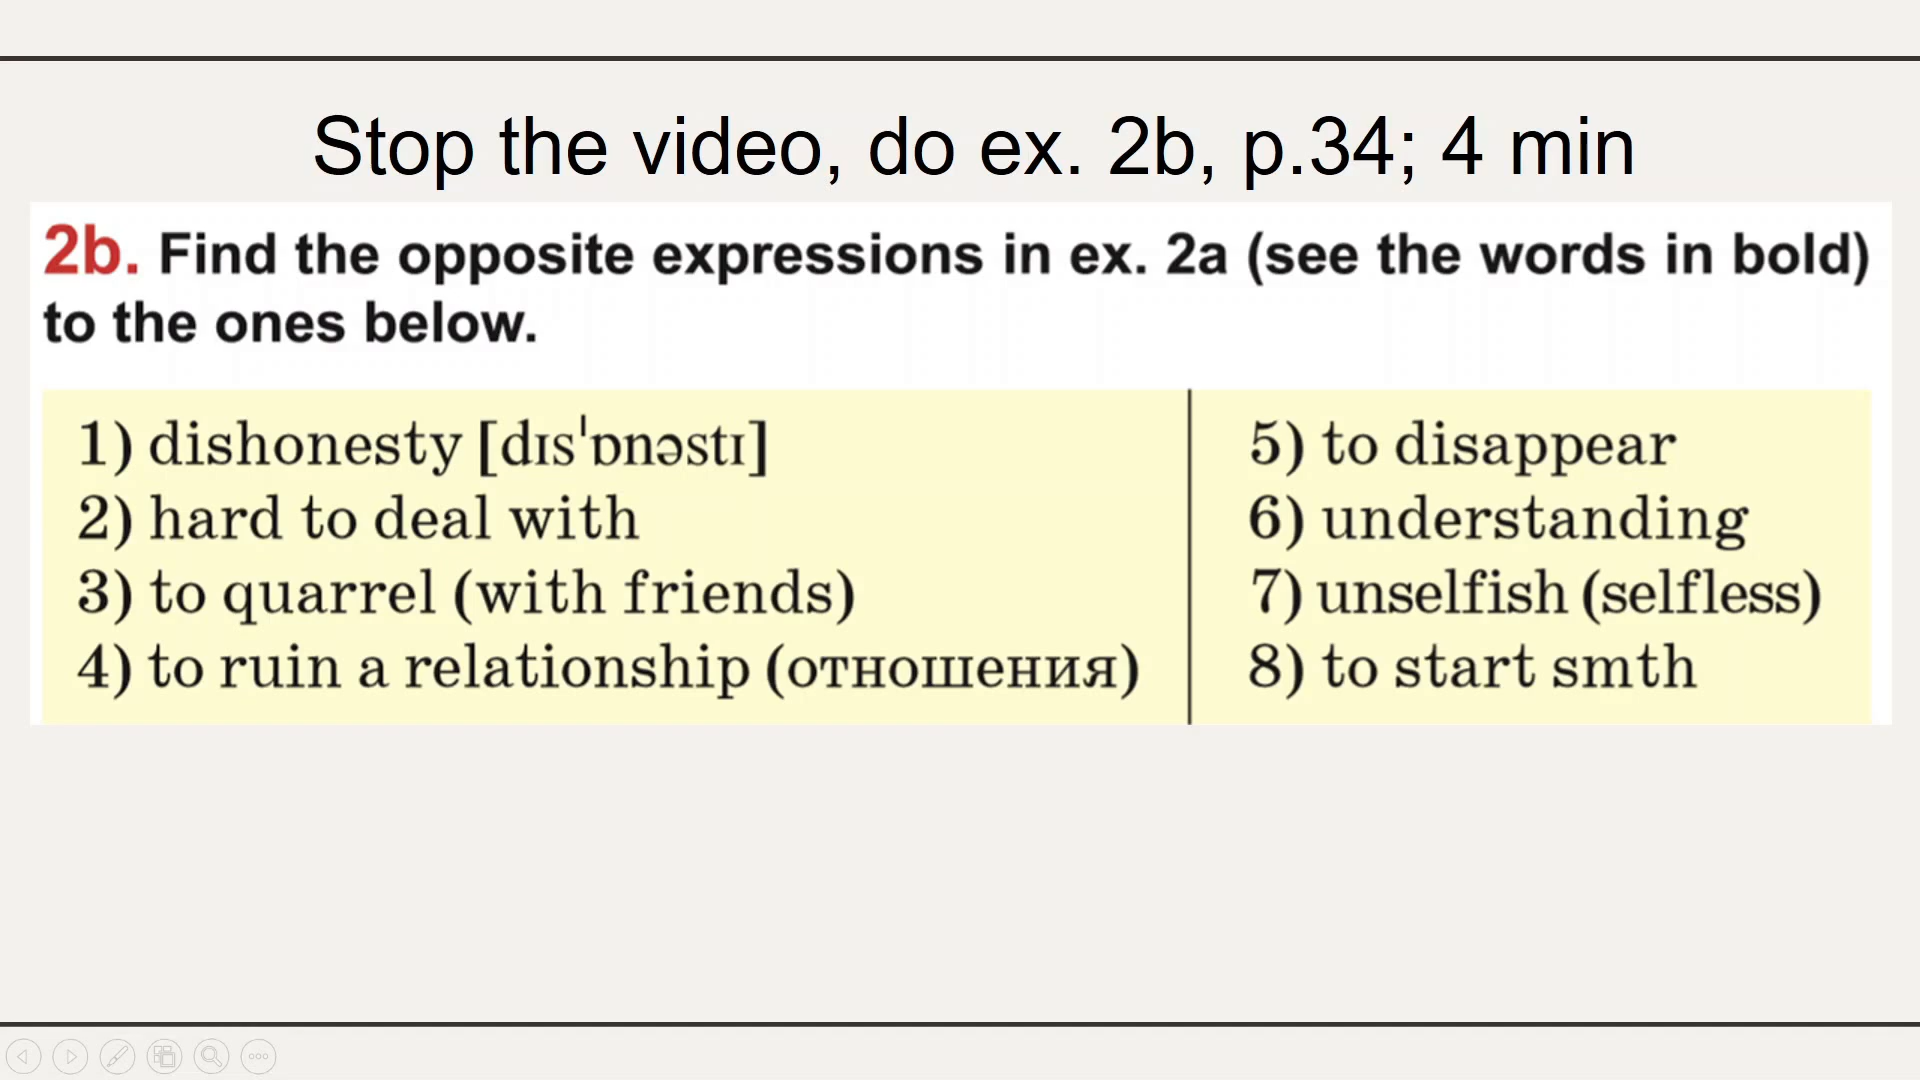 Stop the video, do ex. 2b, p.34; 4 min
2b. Find the opposite expressions in ex. 2a (see the words in bold)
to the ones below.
1) dishonesty [dɪsˈɒnəstɪ]
2) hard to deal with
3) to quarrel (with friends)
4) to ruin a relationship (отношения)
5) to disappear
6) understanding
7) unselfish (selfless)
8) to start smth